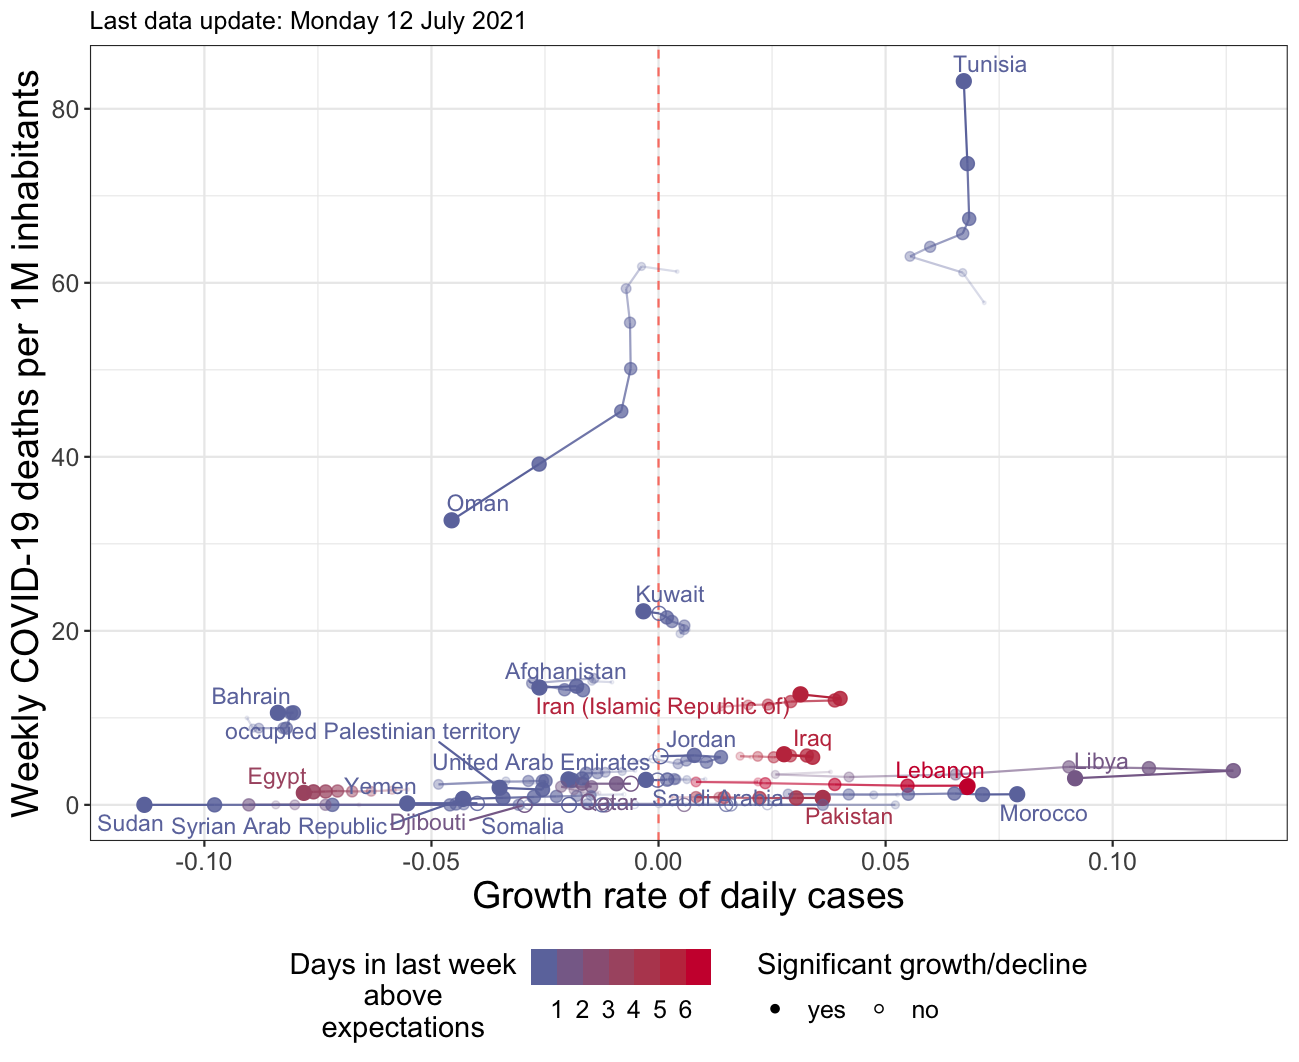 Last data update: Monday 12 July 2021
Weekly COVID-19 deaths per 1M inhabitants
80
60
40
20
0
Tunisia
Oman
Kuwait
Afghanistan
Bahrain
Iran (Islamic Republic of)
occupied Palestinian territory
Jordan
Iraq
United Arab Emirates
Libya
Lebanon
Egypt
Yemen
Qatar
Saudi Arabia
Pakistan
Morocco
Sudan
Syrian Arab Republic
Djibouti
Somalia
-0.10
-0.05
0.00
0.05
0.10
Growth rate of daily cases
Days in last week
above
expectations
1 2 3 4 5 6
Significant growth/decline
yes
no